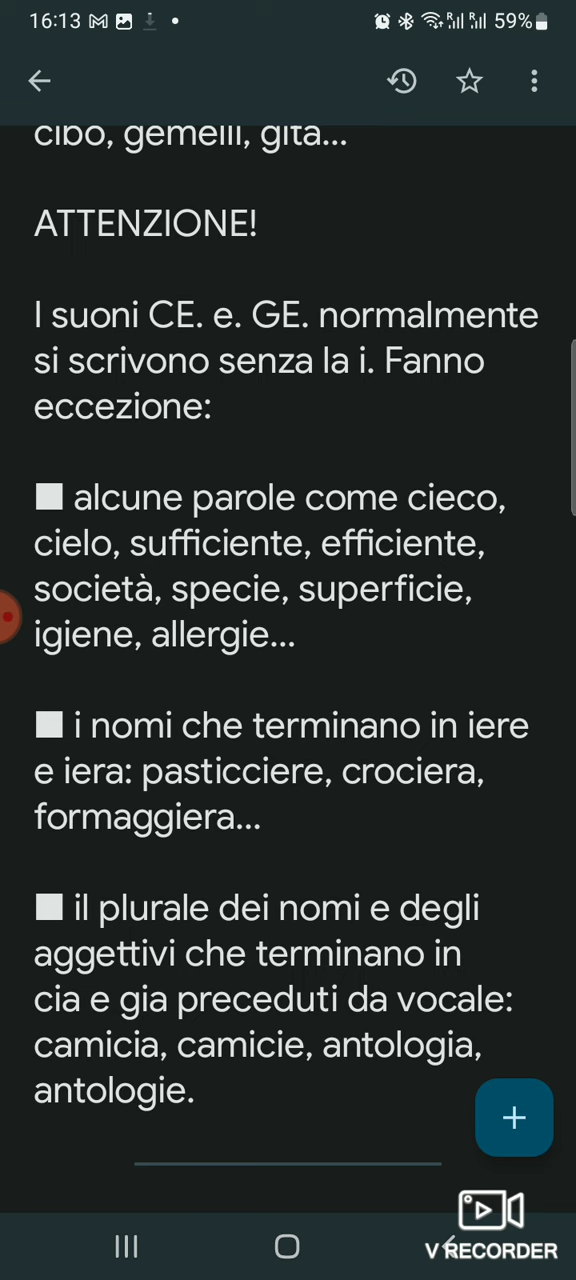 16:13
59%
cibo, gemelli, gita...
ATTENZIONE!
I suoni CE. e. GE. normalmente
si scrivono senza la i. Fanno
eccezione:
■ alcune parole come cieco,
cielo, sufficiente, efficiente,
società, specie, superficie,
igiene, allergie...
■ i nomi che terminano in iere
e iera: pasticciere, crociera,
formaggiera...
■ il plurale dei nomi e degli
aggettivi che terminano in
cia e gia preceduti da vocale:
camicia, camicie, antologia,
antologie.
V RECORDER